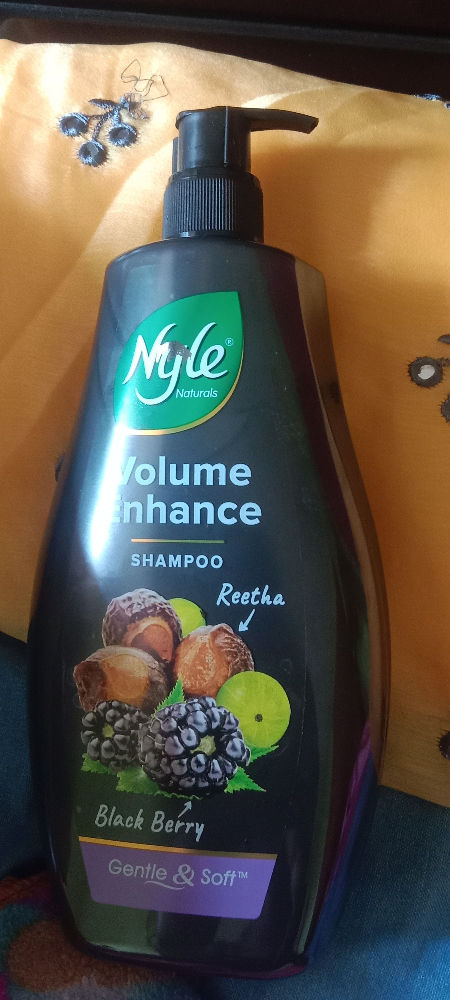 Nyle®
Naturals
Volume
Enhance
SHAMPOO
Reetha
Black Berry
Gentle & Soft™